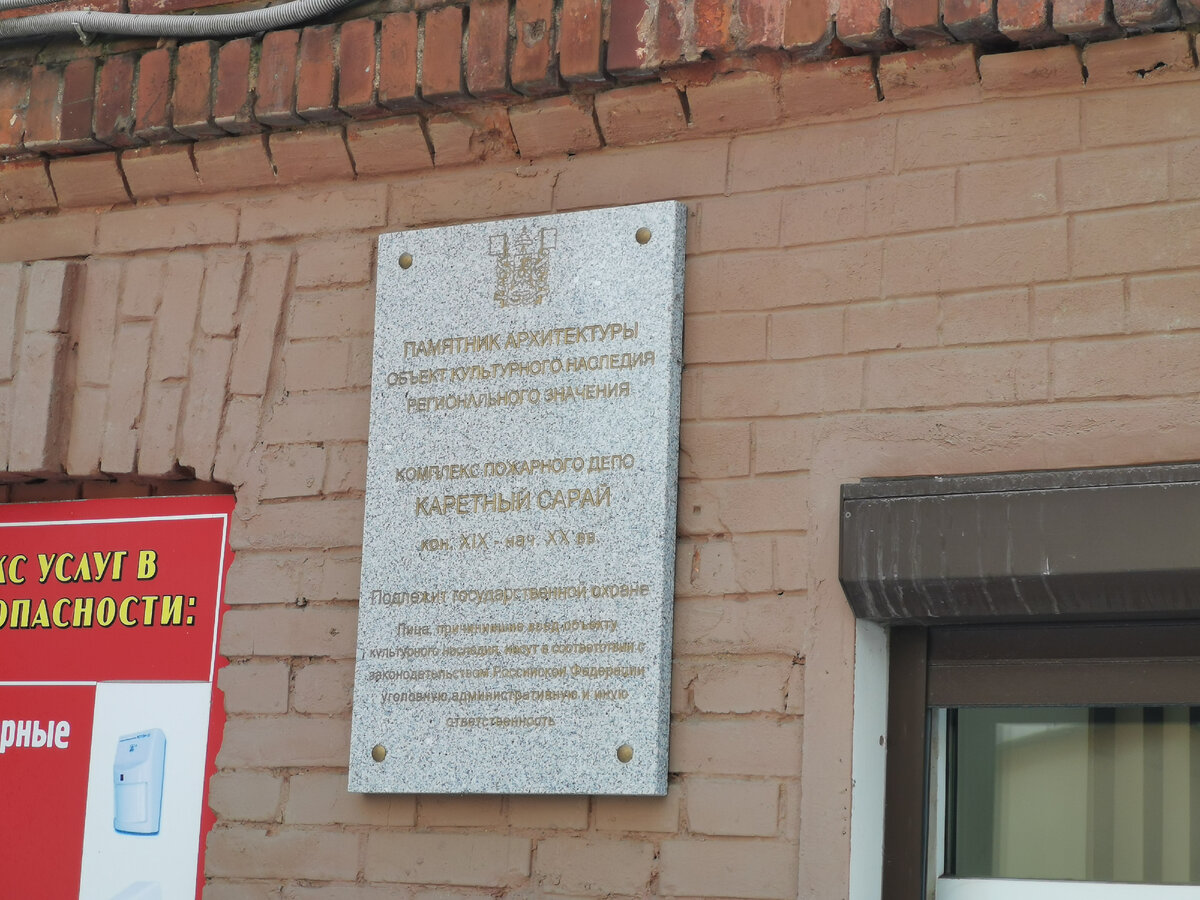 ПАМЯТНИК АРХИТЕКТУРЫ
ОБЪЕКТ КУЛЬТУРНОГО НАСЛЕДИЯ
РЕГИОНАЛЬНОГО ЗНАЧЕНИЯ
КОМПЛЕКС ПОЖАРНОГО ДЕПО
КАРЕТНЫЙ САРАЙ
кон. XIX - нач. XX вв.
Подлежит государственной охране
Лица, причинившие вред объекту
культурного наследия, несут в соответствии с
законодательством Российской Федерации
уголовную, административную и иную
ответственность
КС УСЛУГ В
ОПАСНОСТИ:
рные